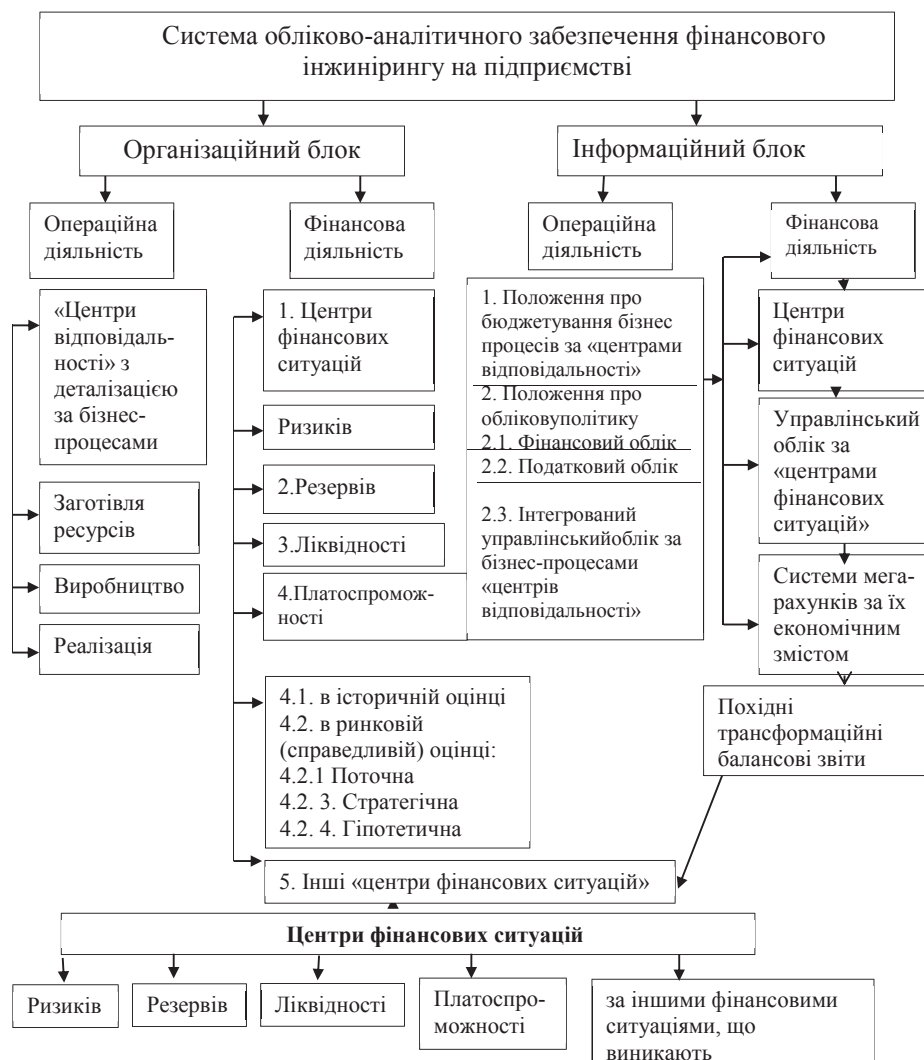 Система обліково-аналітичного забезпечення фінансового
інжинірингу на підприємстві
Організаційний блок
Інформаційний блок
Операційна
діяльність
Фінансова
діяльність
Операційна
діяльність
Фінансова
діяльність
«Центри
відповідаль-
ності» з
деталізацією
за бізнес-
процесами
Заготівля
ресурсів
Виробництво
Реалізація
1. Центри
фінансових
ситуацій
Ризиків
2.Резервів
3.Ліквідності
4.Платоспромож-
ності
4.1. в історичній оцінці
4.2. в ринковій
(справедливій) оцінці:
4.2.1 Поточна
4.2. 3. Стратегічна
4.2. 4. Гіпотетична
5. Інші «центри фінансових ситуацій»
1. Положення про
бюджетування бізнес
процесів за «центрами
відповідальності»
2. Положення про
обліковуполітику
2.1. Фінансовий облік
2.2. Податковий облік
2.3. Інтегрований
управлінськийоблік за
бізнес-процесами
«центрів
відповідальності»
Центри
фінансових
ситуацій
Управлінський
облік за
«центрами
фінансових
ситуацій»
Системи мега-
рахунків за їх
економічним
змістом
Похідні
трансформаційні
балансові звіти
Центри фінансових ситуацій
Ризиків
Резервів
Ліквідності
Платоспро-
можності
за іншими фінансовими
ситуаціями, що
виникають